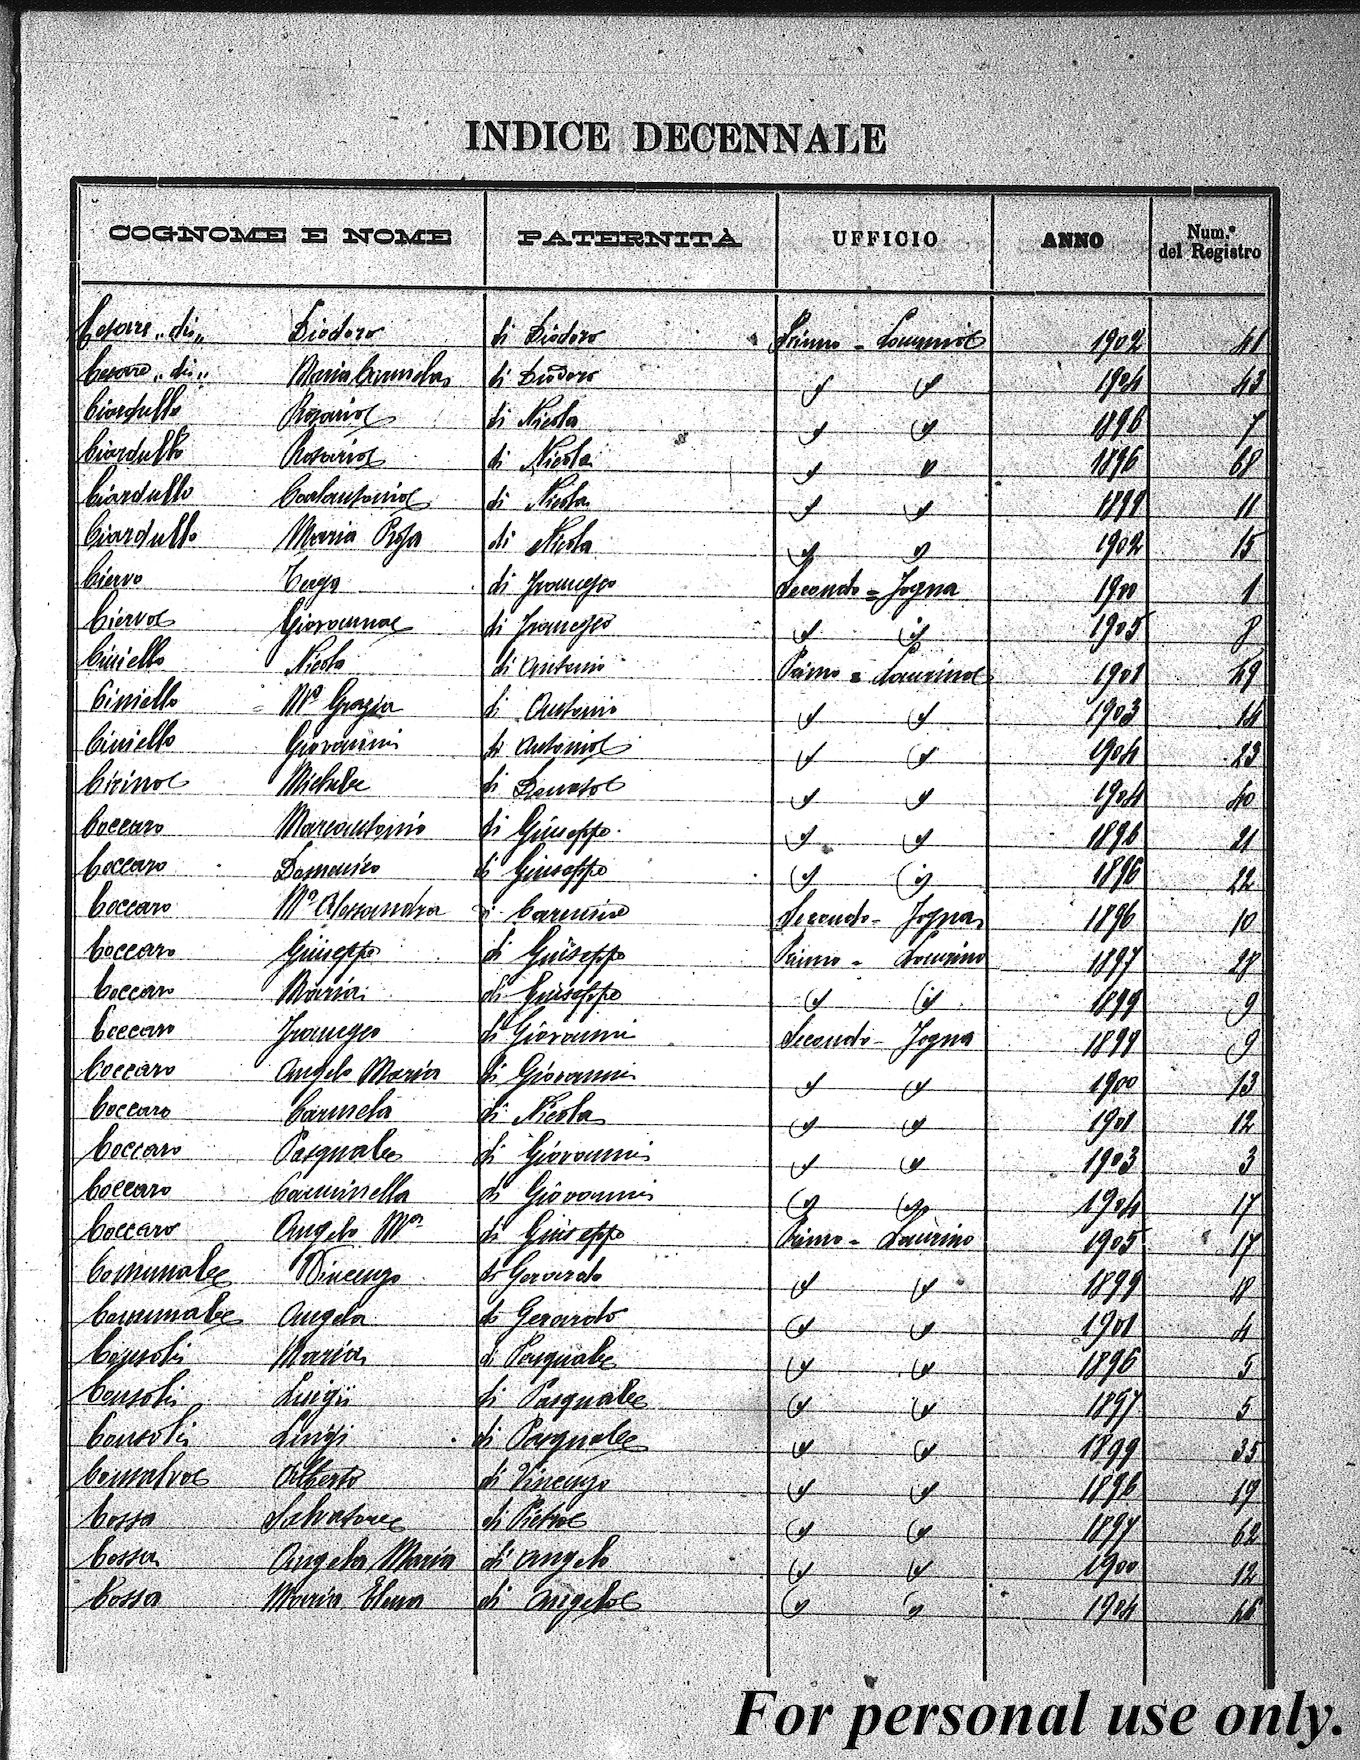 INDICE DECENNALE
COGNOME E NOME PATERNITÀ UFFICIO ANNO Num.º del Registro
Cesare „di„ Diodoro di Diodoro Primo - Laurino 1902 41
Cesare „di„ Maria Carmela di Diodoro " " 1904 43
Ciardullo Rosario di Nicola " " 1896 7
Ciardullo Rosario di Nicola " " 1896 68
Ciardullo Carlantonio di Nicola " " 1899 11
Ciardullo Maria Rosa di Nicola " " 1902 15
Ciervo di Francesco Secondo = Fogna 1900 1
Ciervo Giovanna di Francesco " " 1905 8
Ciniello Nicola di Antonio Primo = Laurino 1901 49
Ciniello Mª Grazia di Antonio " " 1903 14
Ciniello Giovanni di Antonio " " 1904 23
Cirino Michele di Donato " " 1904 40
Coccaro Marcantonio di Giuseppe " " 1896 21
Coccaro Domenico di Giuseppe " " 1896 22
Coccaro Mª Alessandra di Carmine Secondo - Fogna 1896 10
Coccaro Giuseppe di Giuseppe Primo - Laurino 1897 28
Coccaro Maria di Giuseppe " " 1899 9
Coccaro Francesco di Giovanni Secondo - Fogna 1899 9
Coccaro Angelo Maria di Giovanni " " 1900 13
Coccaro Carmela di Nicola " " 1901 12
Coccaro Pasquale di Giovanni " " 1903 3
Coccaro Carminella di Giovanni " " 1904 17
Coccaro Angelo Mª di Giuseppe Primo - Laurino 1905 17
Comunale Vincenzo di Gerardo " " 1899 18
Comunale Angela di Gerardo " " 1901 4
Consoli Maria di Pasquale " " 1896 5
Consoli Luigi di Pasquale " " 1897 5
Consoli Luigi di Pasquale " " 1899 35
Consalvo Alberto di Vincenzo " " 1896 19
Cossa Salvatore di Pietro " " 1897 62
Cossa Angela Maria di Angelo " " 1900 12
Cossa Maria Elena di Angelo " " 1904
For personal use only.